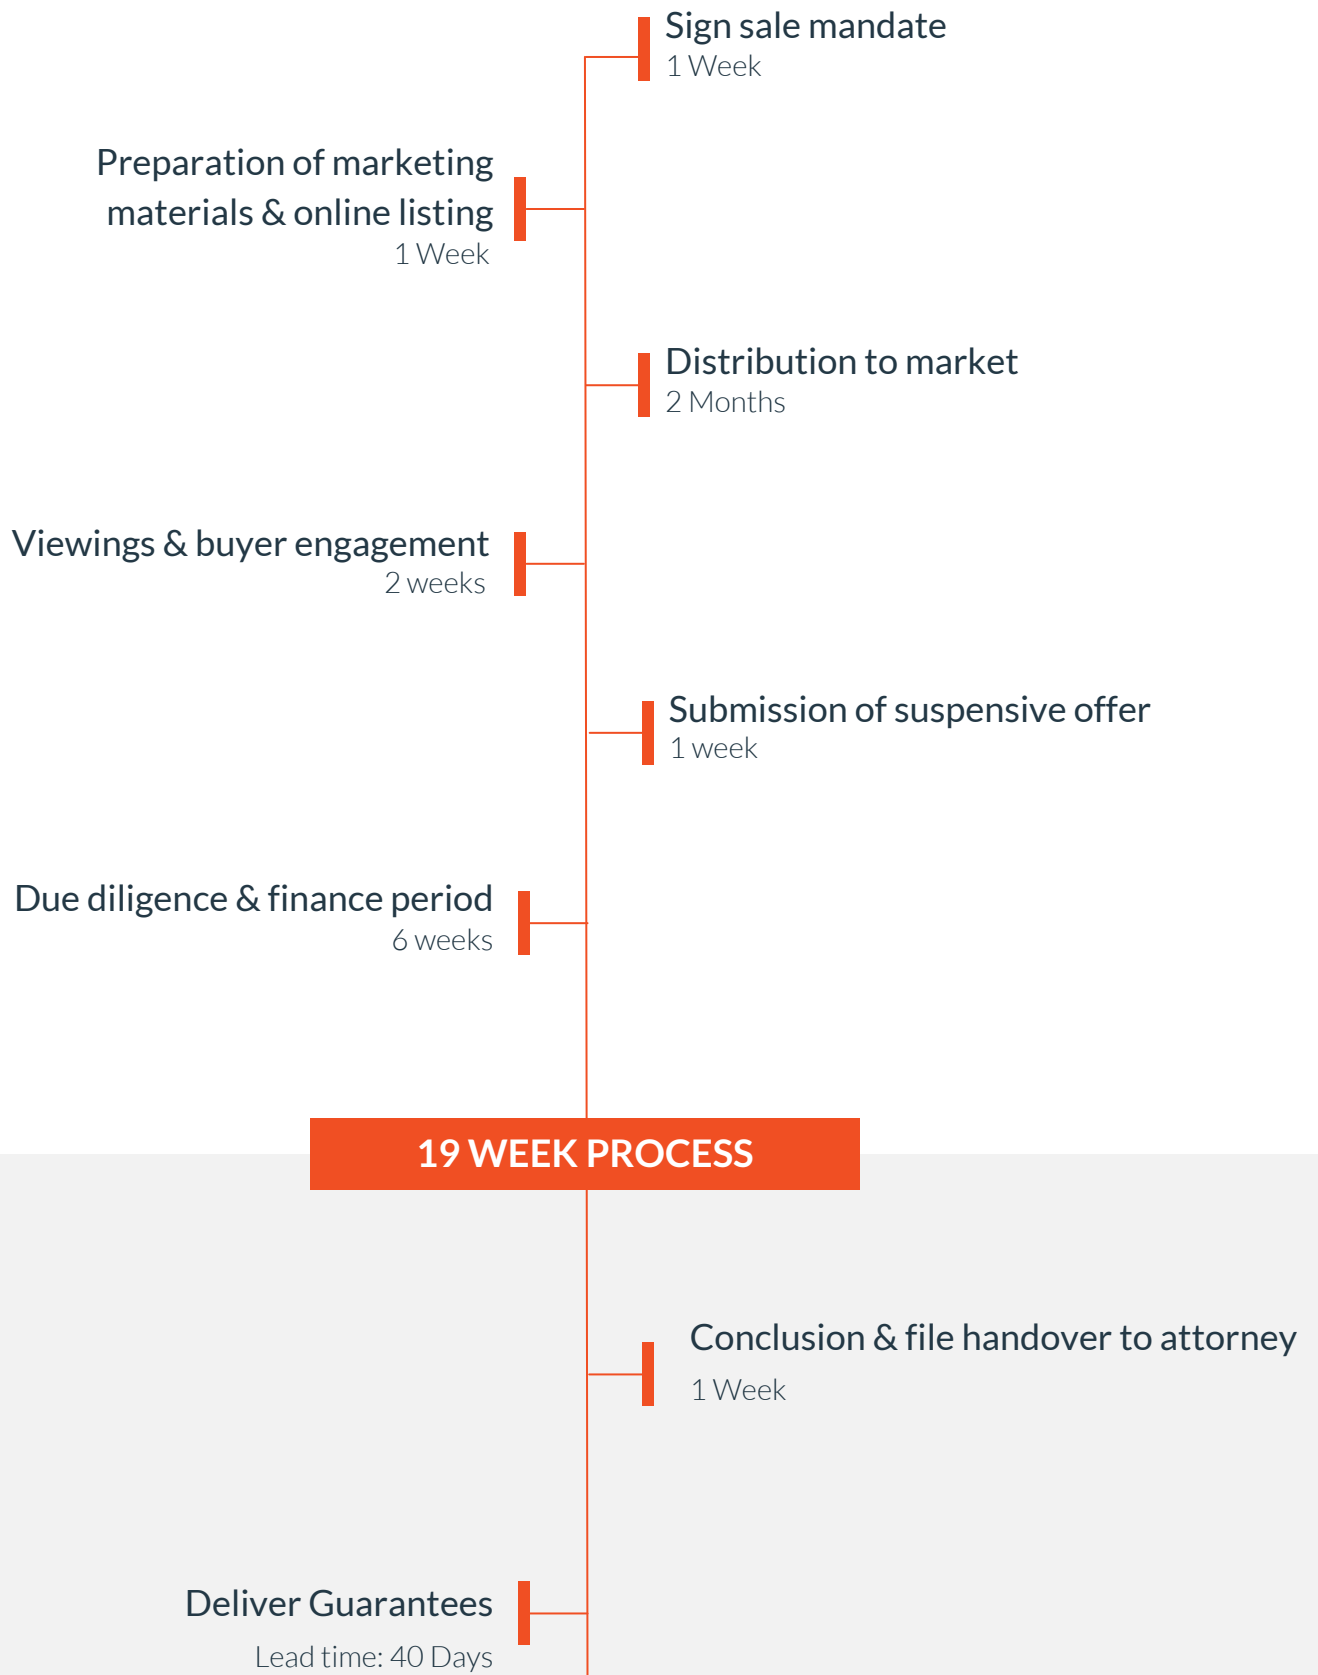 Sign sale mandate
1 Week
Preparation of marketing
materials & online listing
1 Week
Distribution to market
2 Months
Viewings & buyer engagement
2 weeks
Submission of suspensive offer
1 week
Due diligence & finance period
6 weeks
19 WEEK PROCESS
Conclusion & file handover to attorney
1 Week
Deliver Guarantees
Lead time: 40 Days